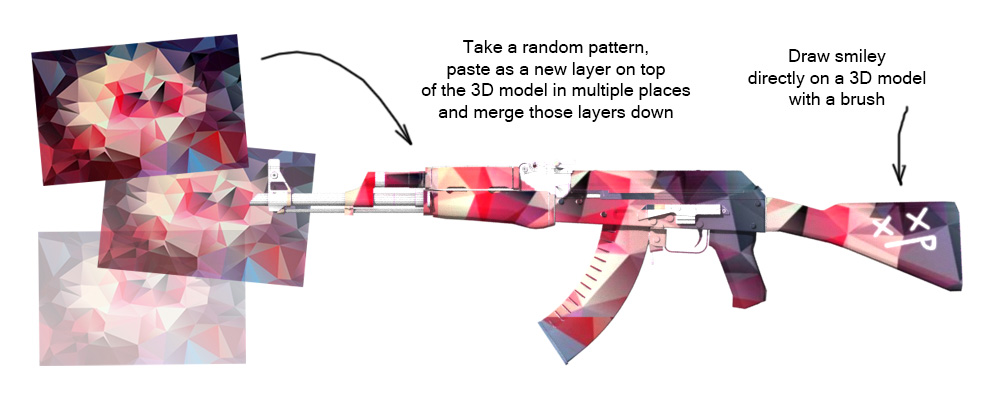 Take a random pattern,
paste as a new layer on top
of the 3D model in multiple places
and merge those layers down
Draw smiley
directly on a 3D model
with a brush